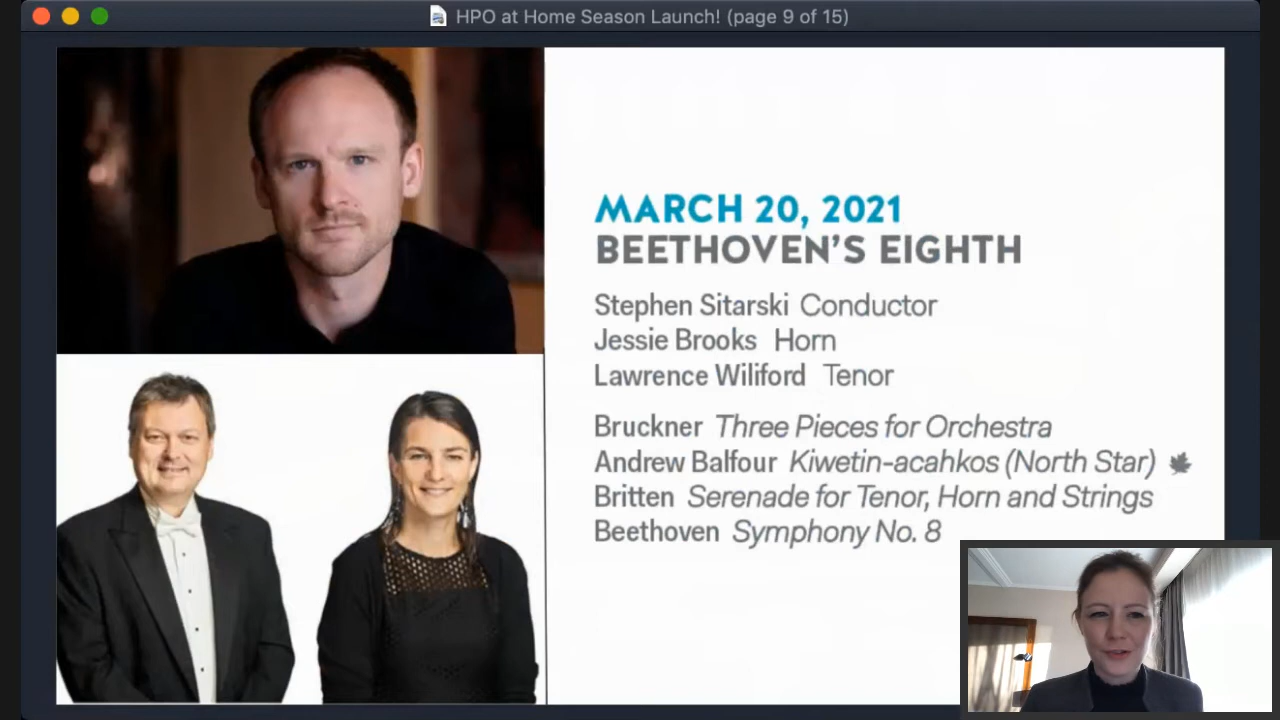 HPO at Home Season Launch! (page 9 of 15)
MARCH 20, 2021
BEETHOVEN'S EIGHTH
Stephen Sitarski Conductor
Jessie Brooks Horn
Lawrence Wiliford Tenor
Bruckner Three Pieces for Orchestra
Andrew Balfour Kiwetin-acahkos (North Star)
Britten Serenade for Tenor, Horn and Strings
Beethoven Symphony No. 8